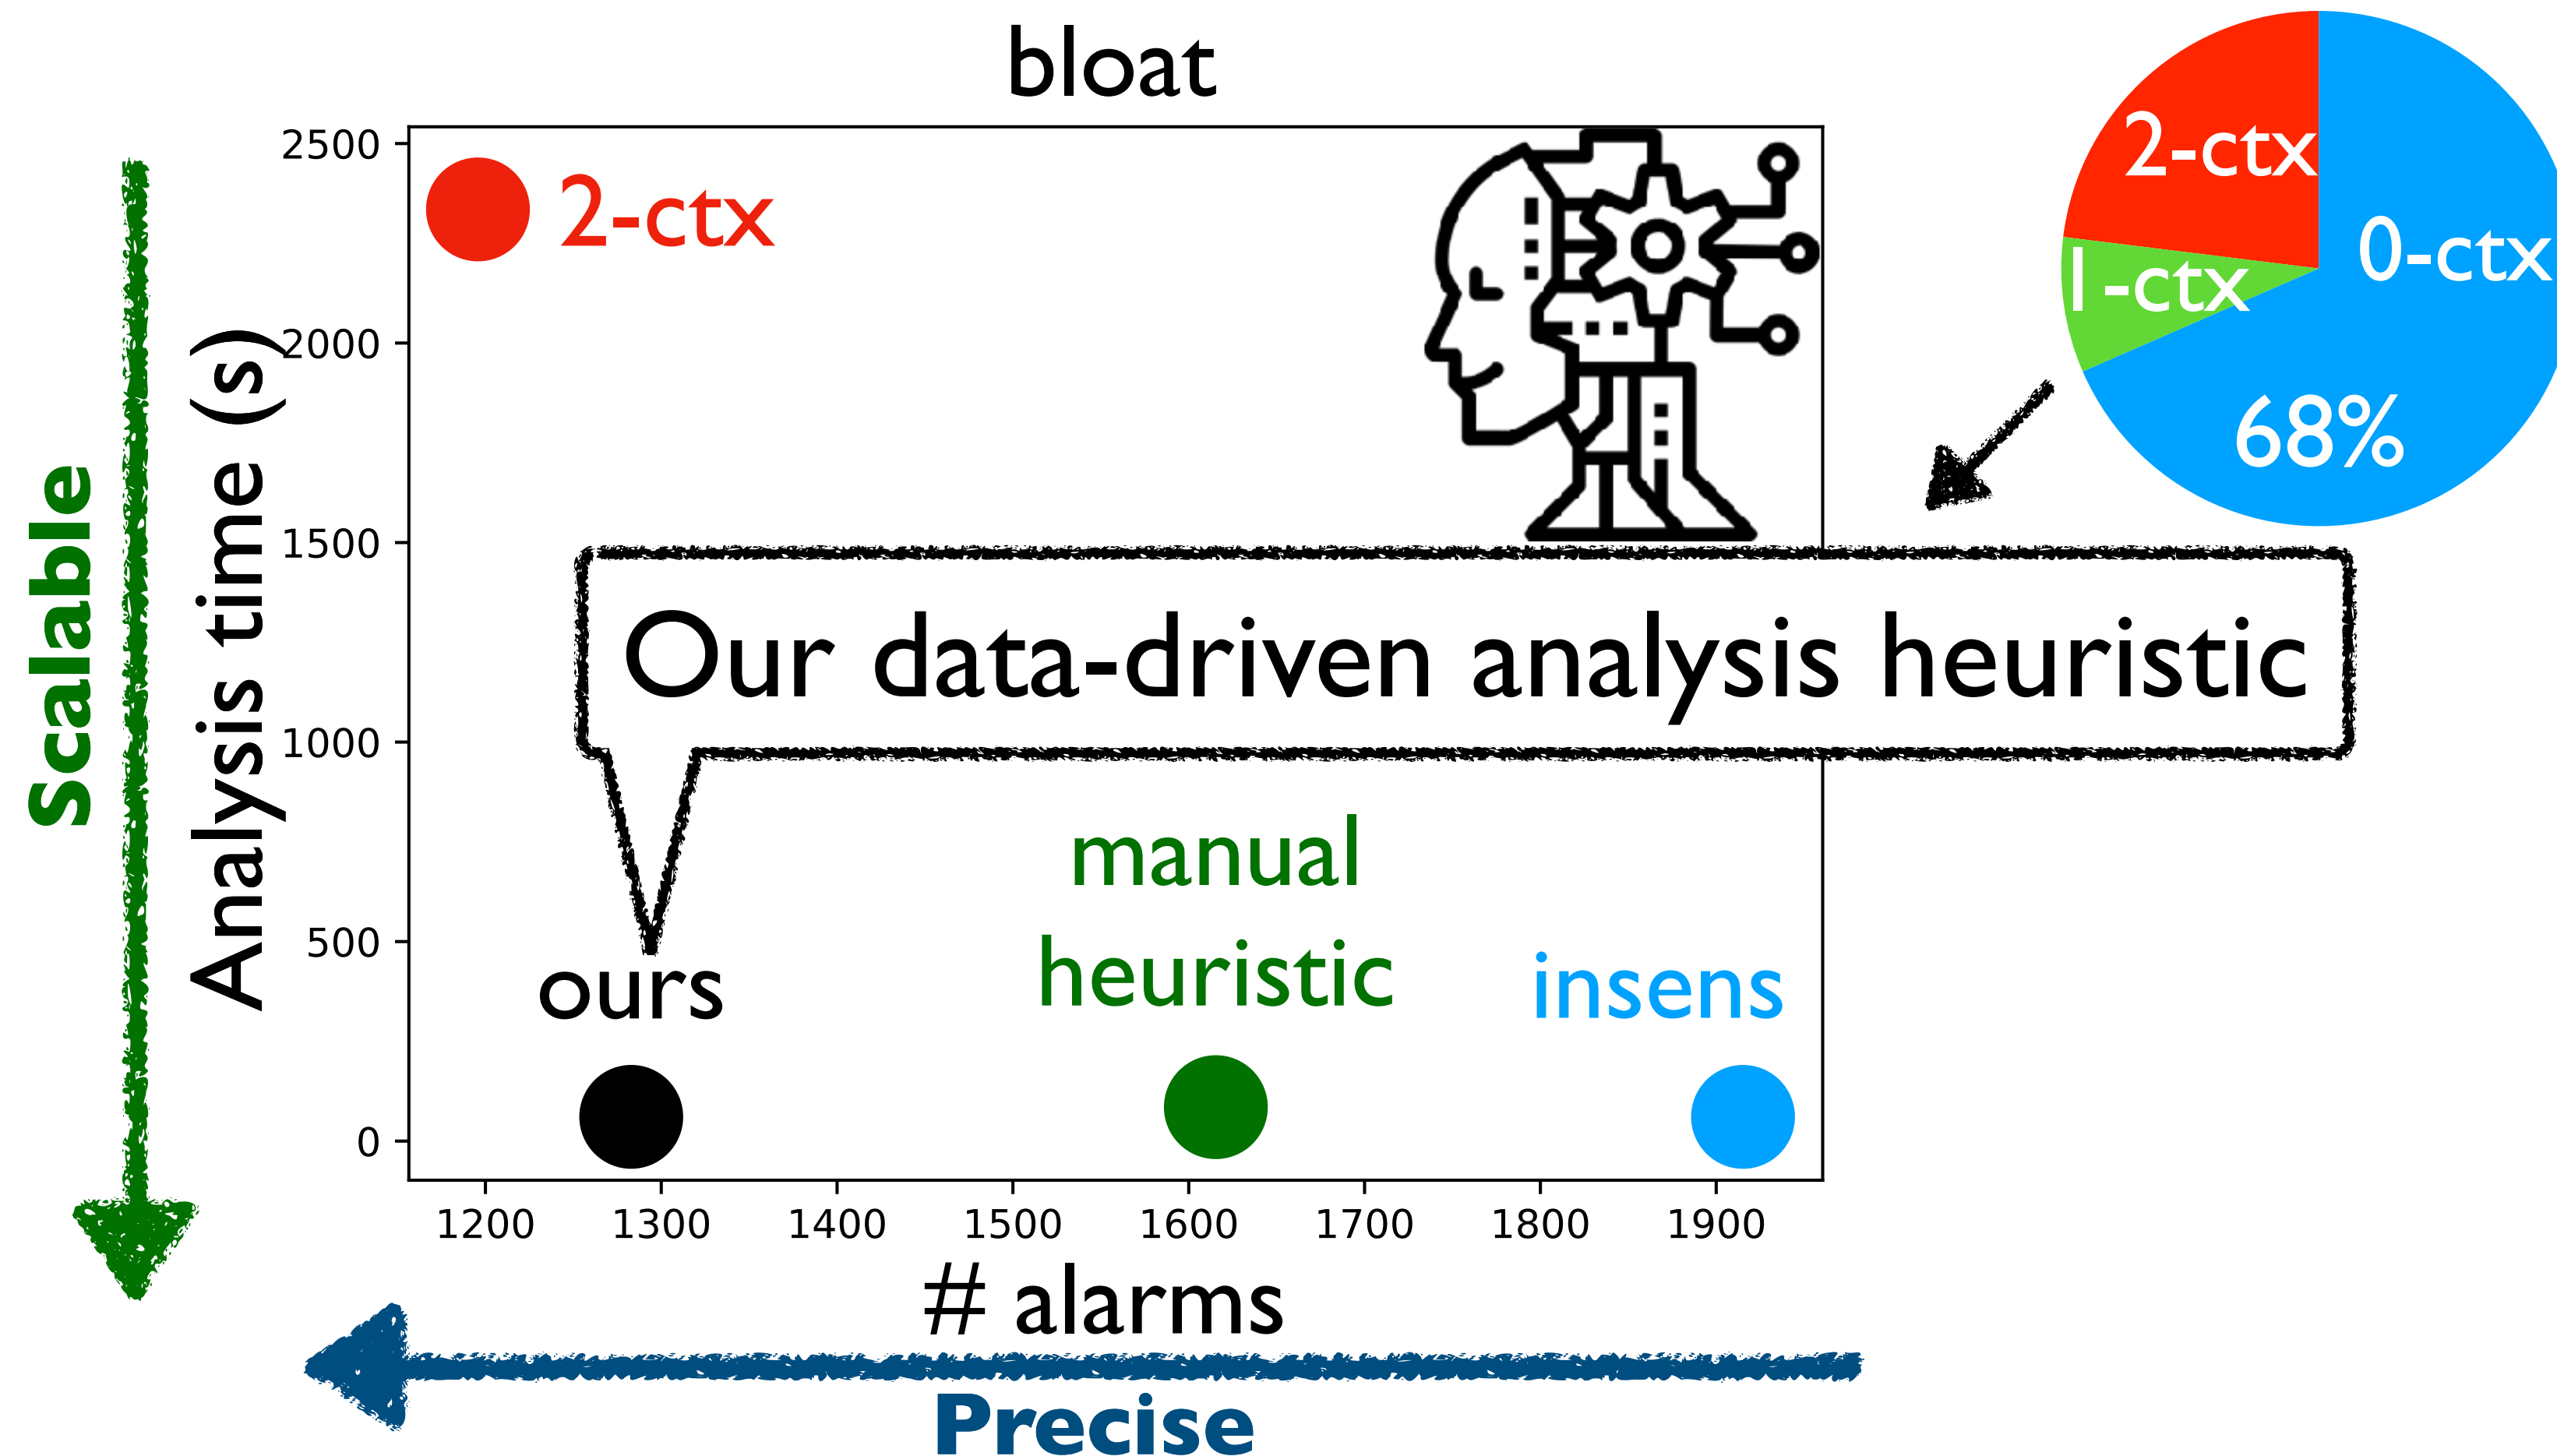 bloat
2-ctx
0-ctx
1-ctx
68%
Scalable
Analysis time (s)
2500
2000
1500
1000
500
0
2-ctx
Our data-driven analysis heuristic
manual
heuristic
ours
insens
1200 1300 1400 1500 1600 1700 1800 1900
# alarms
Precise